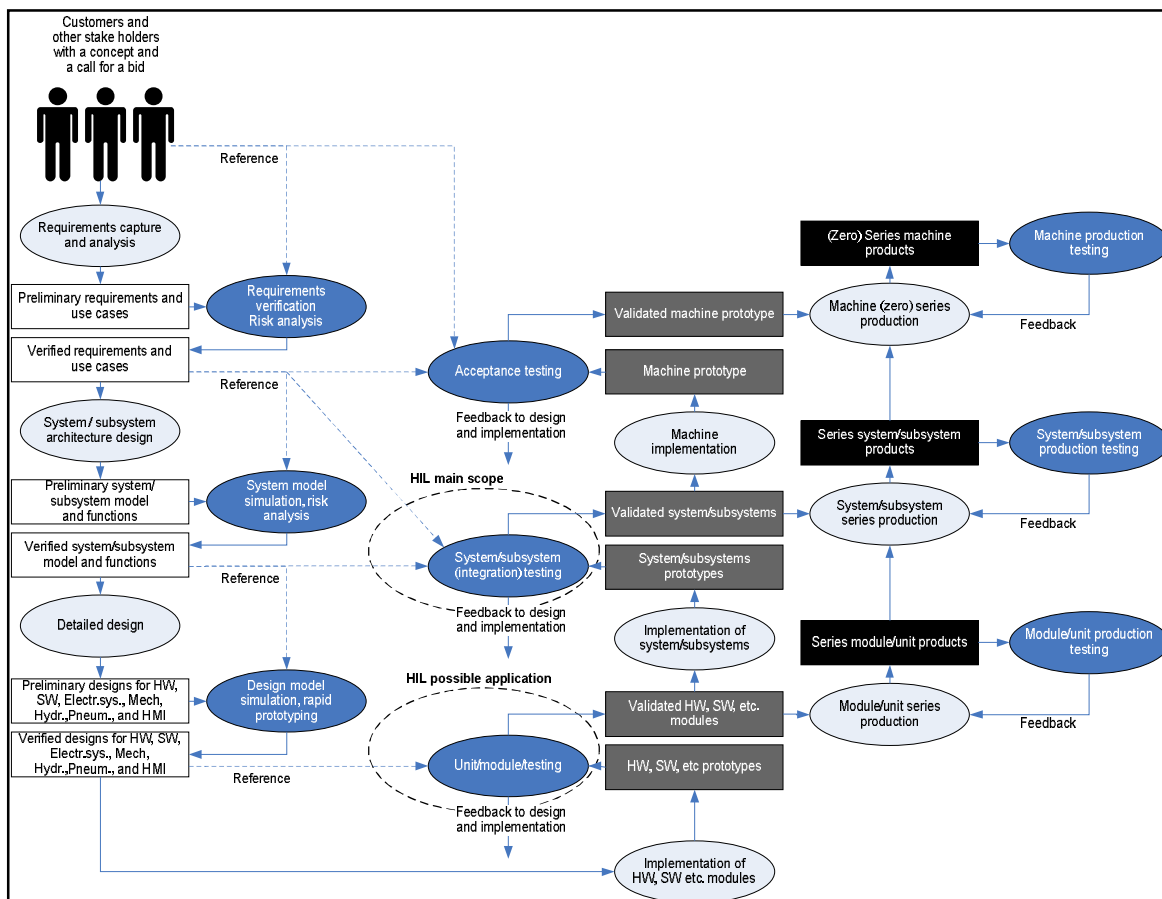 Customers and
other stake holders
with a concept and
a call for a bid
Reference
Requirements capture
and analysis
(Zero) Series machine
products
Machine production
testing
Preliminary requirements and
use cases
Requirements
verification
Risk analysis
Validated machine prototype
Machine (zero) series
production
Feedback
Verified requirements and
use cases
Reference
Acceptance testing
Machine prototype
Feedback to design
and implementation
System / subsystem
architecture design
Machine
implementation
Series system/subsystem
products
System/subsystem
production testing
HIL main scope
Preliminary system/
subsystem model
and functions
System model
simulation, risk
analysis
Validated system/subsystems
System/subsystem
series production
Feedback
Verified system/subsystem
model and functions
Reference
System/subsystem
(integration) testing
System/subsystems
prototypes
Feedback to design
and implementation
Detailed design
Implementation of
system/subsystems
Series module/unit products
Module/unit production
testing
HIL possible application
Preliminary designs for HW,
SW, Electr.sys., Mech,
Hydr.,Pneum., and HMI
Design model
simulation, rapid
prototyping
Validated HW, SW, etc.
modules
Module/unit series
production
Feedback
Verified designs for HW, SW,
Electr.sys., Mech,
Hydr.,Pneum., and HMI
Reference
Unit/module/testing
HW, SW, etc prototypes
Feedback to design
and implementation
Implementation of
HW, SW etc. modules